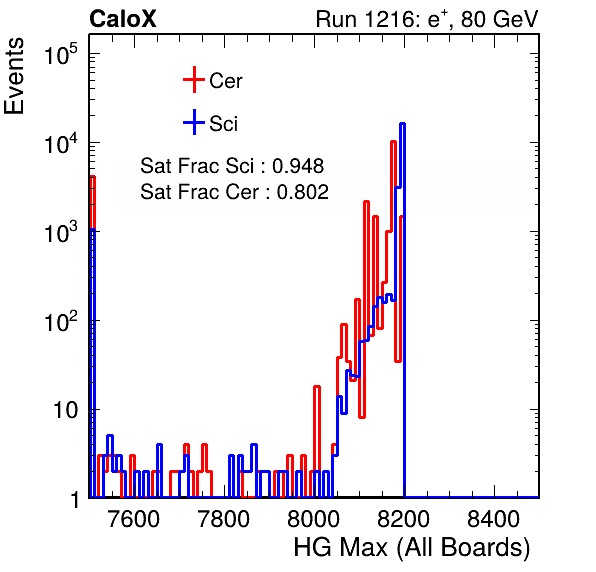 CaloX Run 1216: e⁺, 80 GeV
Events
10⁵
10⁴
10³
10²
10
1
Cer
Sci
Sat Frac Sci : 0.948
Sat Frac Cer : 0.802
7600 7800 8000 8200 8400
HG Max (All Boards)